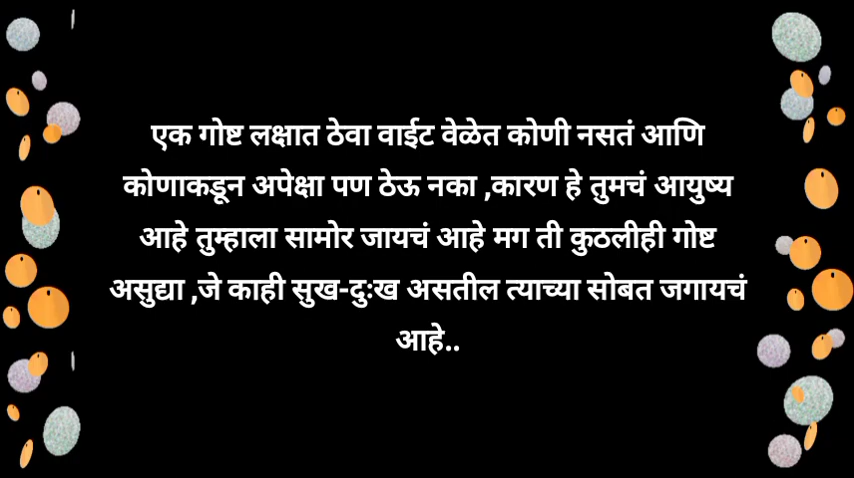 एक गोष्ट लक्षात ठेवा वाईट वेळेत कोणी नसतं आणि
कोणाकडून अपेक्षा पण ठेऊ नका ,कारण हे तुमचं आयुष्य
आहे तुम्हाला सामोर जायचं आहे मग ती कुठलीही गोष्ट
असुद्या ,जे काही सुख-दुःख असतील त्याच्या सोबत जगायचं
आहे..